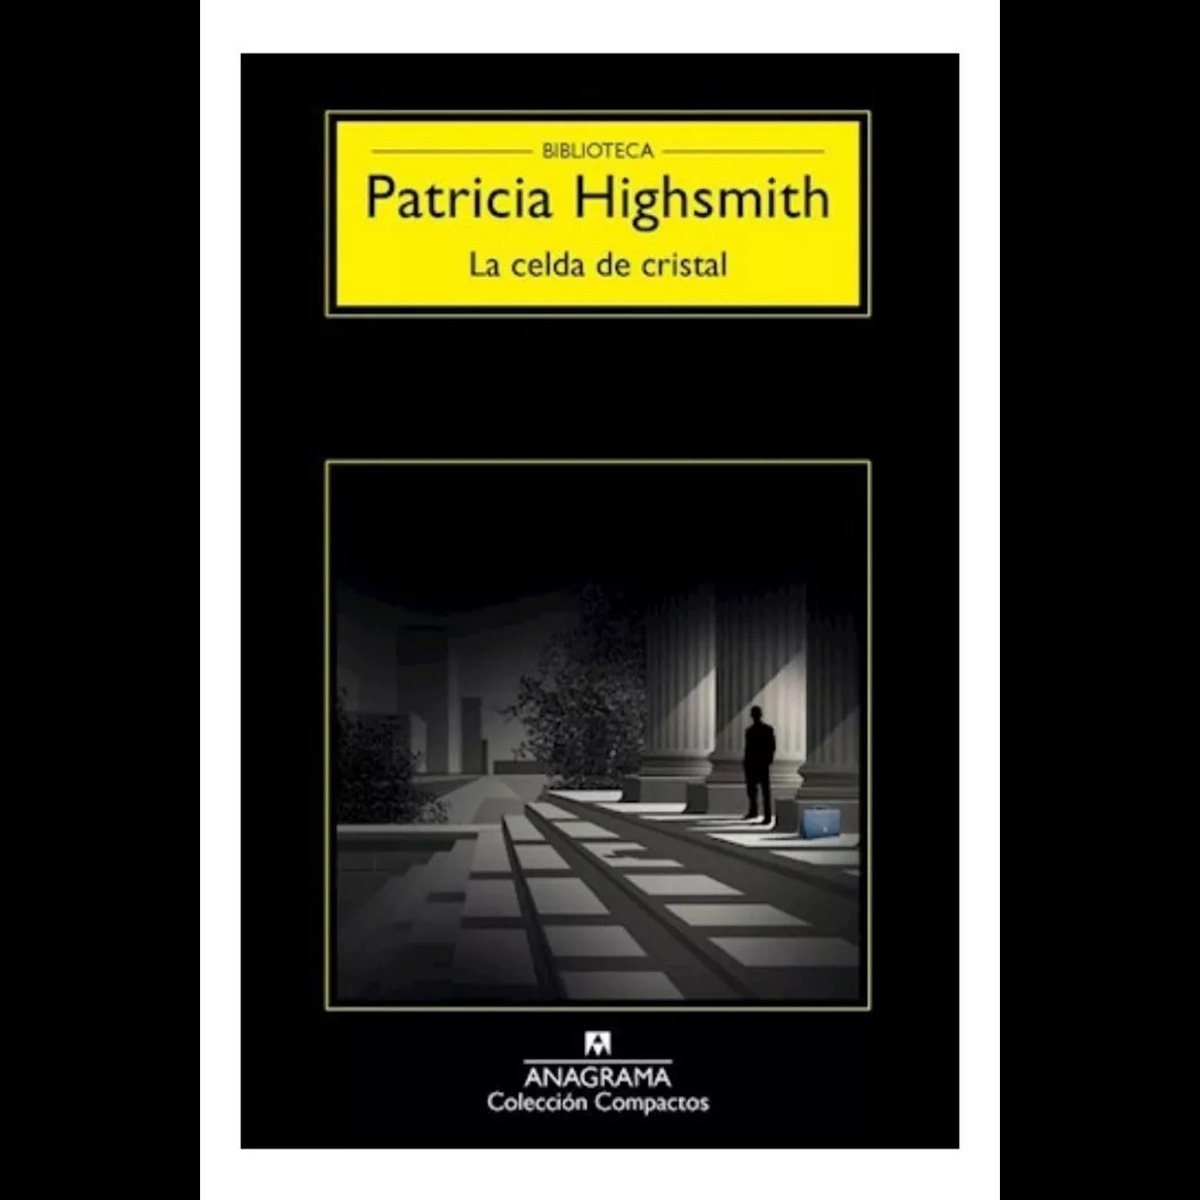 BIBLIOTECA
Patricia Highsmith
La celda de cristal
ANAGRAMA
Colección Compactos